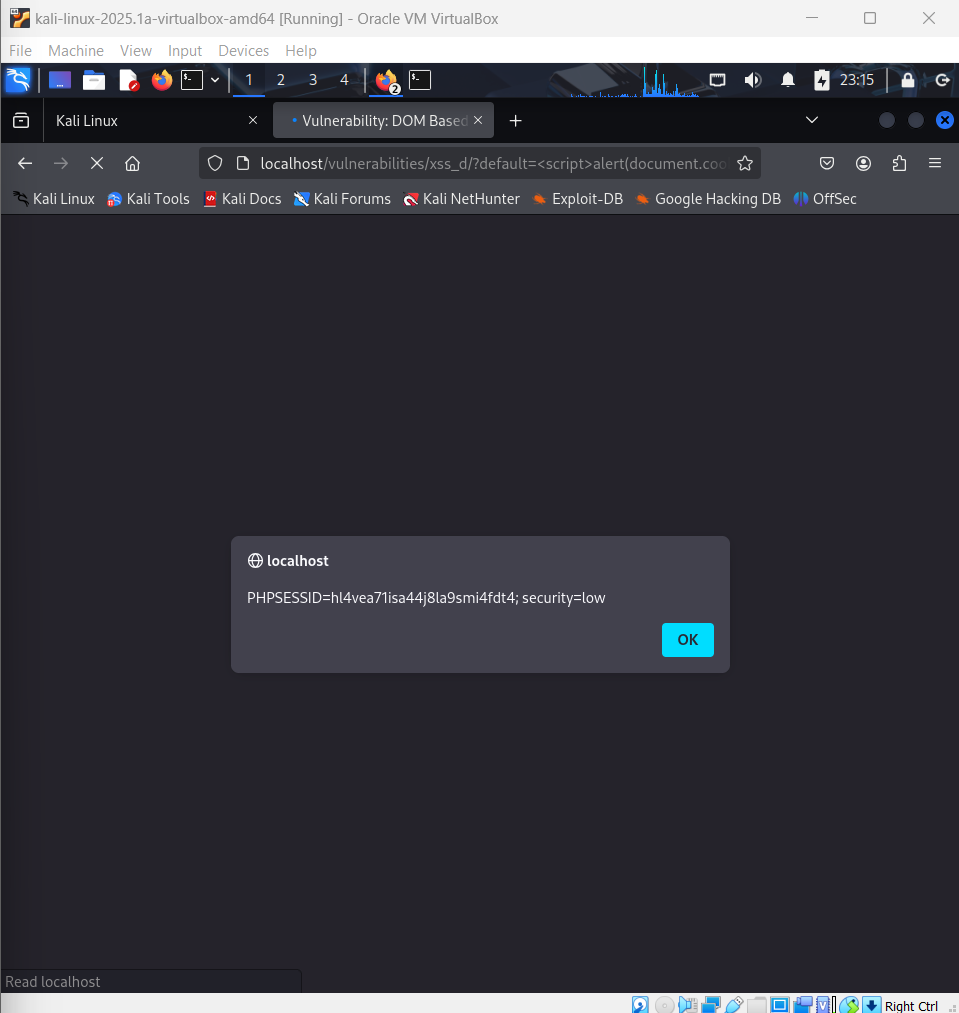 kali-linux-2025.1a-virtualbox-amd64 [Running] - Oracle VM VirtualBox
File Machine View Input Devices Help
1 2 3 4 2 23:15
Kali Linux Vulnerability: DOM Based
localhost/vulnerabilities/xss_d/?default=<script>alert(document.coo
Kali Linux Kali Tools Kali Docs Kali Forums Kali NetHunter Exploit-DB Google Hacking DB OffSec
localhost
PHPSESSID=hl4vea71isa44j8la9smi4fdt4; security=low
OK
Read localhost
Right Ctrl